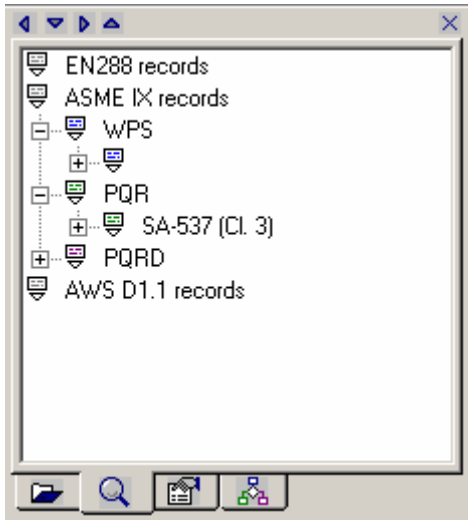 EN288 records
ASME IX records
WPS
PQR
SA-537 (Cl. 3)
PQRD
AWS D1.1 records